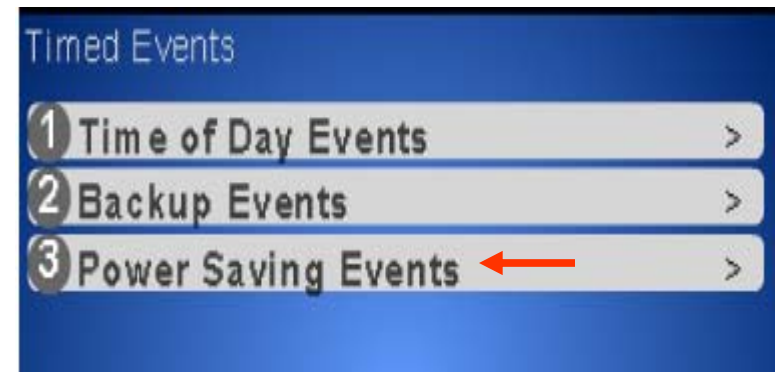 Timed Events
1 Time of Day Events >
2 Backup Events >
3 Power Saving Events >